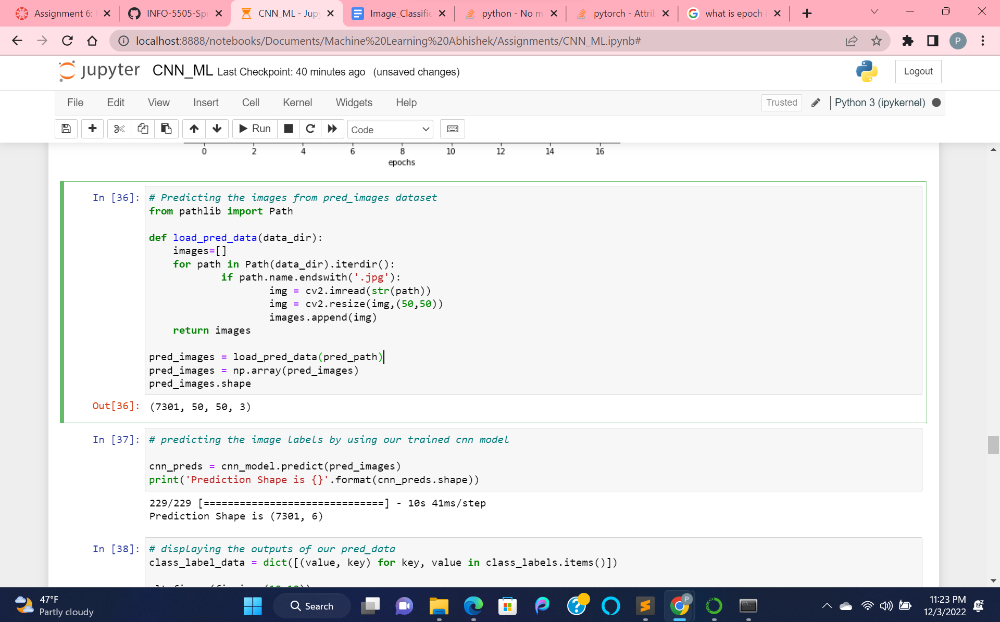 Assignment 6:
INFO-5505-Sp
CNN_ML - Jup
Image_Classific
python - No m
pytorch - Attri
what is epoch i
localhost:8888/notebooks/Documents/Machine%20Learning%20Abhishek/Assignments/CNN_ML.ipynb#
P
jupyter CNN_ML Last Checkpoint: 40 minutes ago (unsaved changes)
Logout
File Edit View Insert Cell Kernel Widgets Help
Trusted
Python 3 (ipykernel)
Run
Code
0 2 4 6 8 10 12 14 16
epochs
In [36]:
# Predicting the images from pred_images dataset
from pathlib import Path
def load_pred_data(data_dir):
images=[]
for path in Path(data_dir).iterdir():
if path.name.endswith('.jpg'):
img = cv2.imread(str(path))
img = cv2.resize(img,(50,50))
images.append(img)
return images
pred_images = load_pred_data(pred_path)
pred_images = np.array(pred_images)
pred_images.shape
Out[36]: (7301, 50, 50, 3)
In [37]:
# predicting the image labels by using our trained cnn model
cnn_preds = cnn_model.predict(pred_images)
print('Prediction Shape is {}'.format(cnn_preds.shape))
229/229 [==============================] - 10s 41ms/step
Prediction Shape is (7301, 6)
In [38]:
# displaying the outputs of our pred_data
class_label_data = dict([(value, key) for key, value in class_labels.items()])
47°F
Partly cloudy
Search
P
11:23 PM
12/3/2022